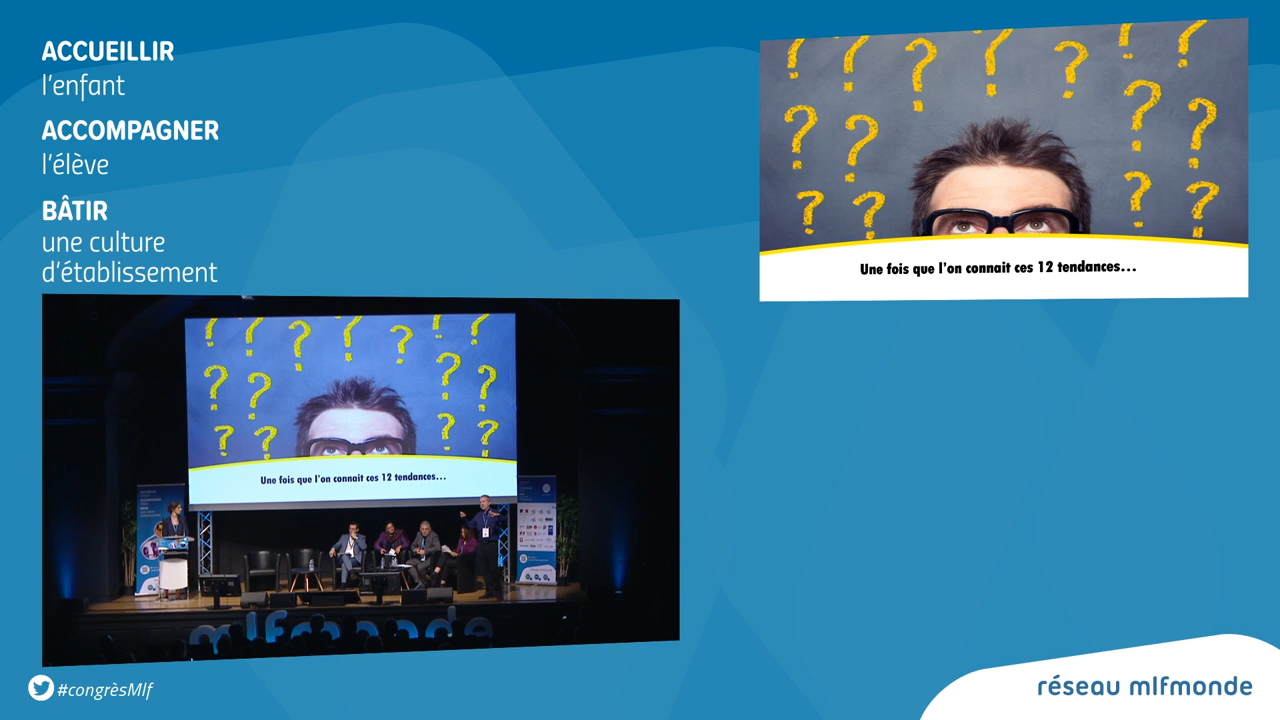 ACCUEILLIR
l'enfant
ACCOMPAGNER
l'élève
BÂTIR
une culture
d'établissement
Une fois que l'on connait ces 12 tendances...
Une fois que l'on connait ces 12 tendances...
mlfmonde
#congrèsMlf
réseau mlfmonde